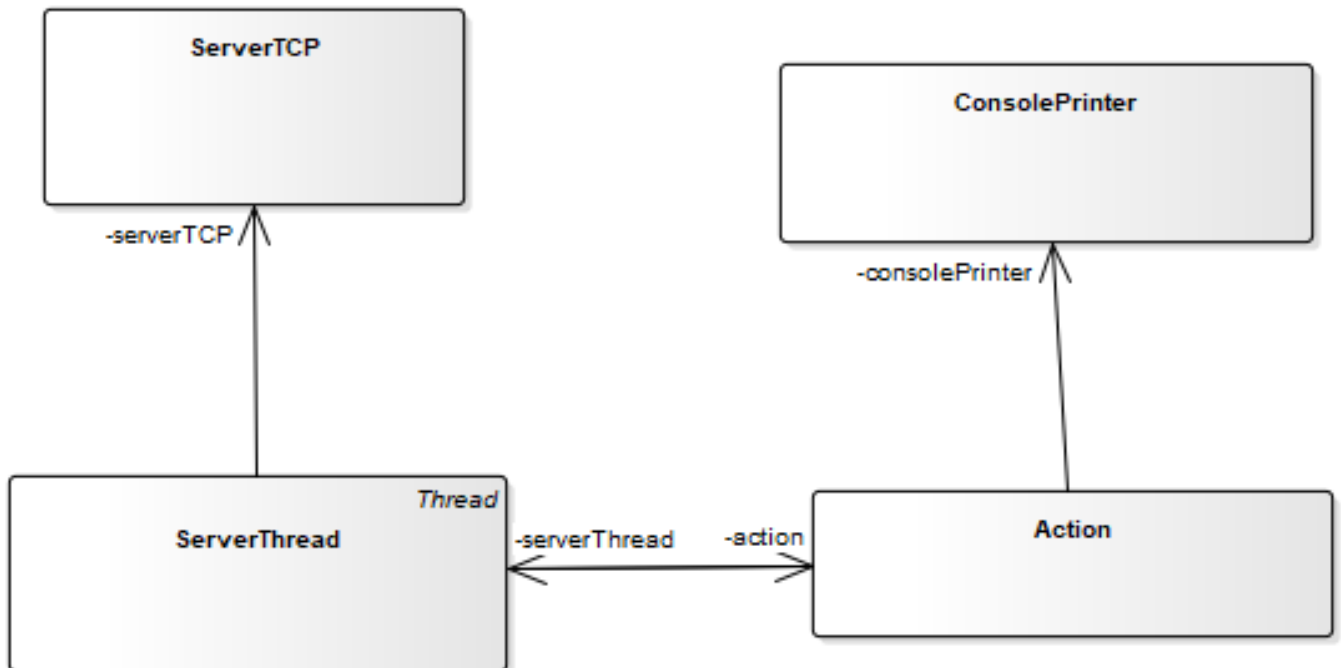 ServerTCP
ConsolePrinter
-serverTCP
-consolePrinter
Thread
ServerThread
-serverThread
-action
Action